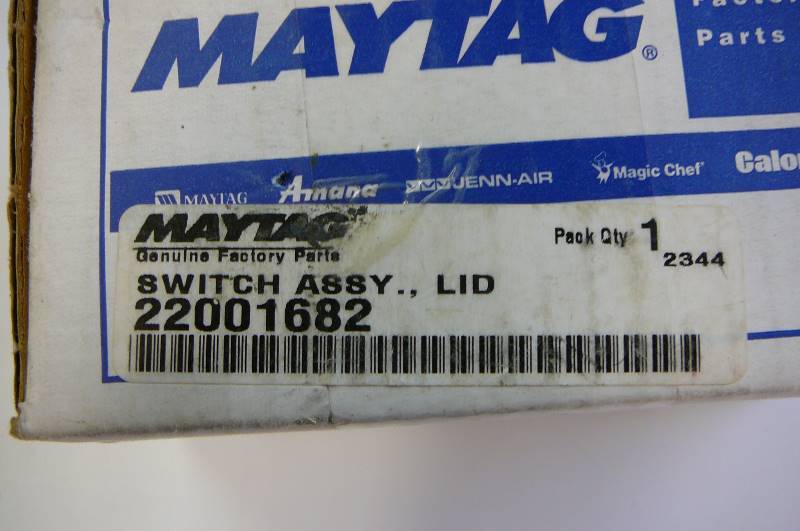 MAYTAG®
Parts
MAYTAG Amana JENN-AIR Magic Chef®
MAYTAG
Genuine Factory Parts
Pack Qty 1
2344
SWITCH ASSY., LID
22001682